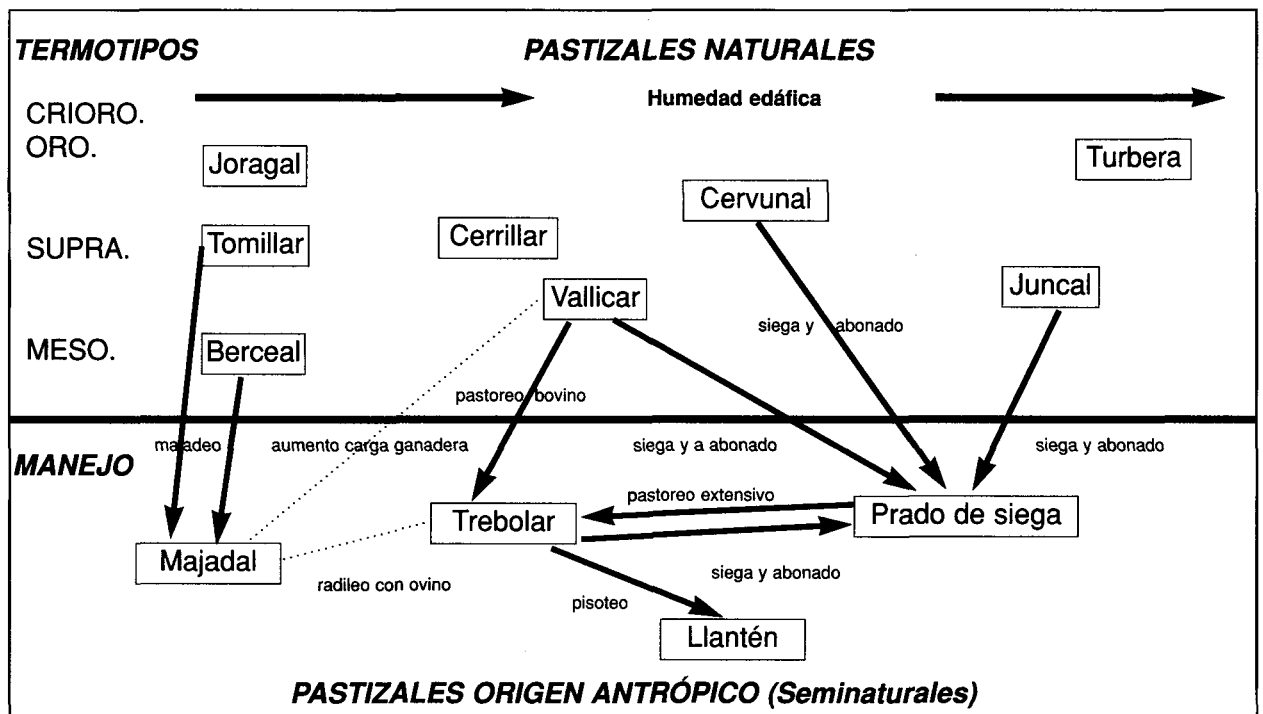 TERMOTIPOS
PASTIZALES NATURALES
CRIORO.
Humedad edáfica
ORO.
Joragal
Turbera
Cervunal
SUPRA.
Tomillar
Cerrillar
Juncal
Vallicar
siega y abonado
MESO.
Berceal
pastoreo bovino
majadeo
aumento carga ganadera
siega y a abonado
siega y abonado
MANEJO
pastoreo extensivo
Trebolar
Prado de siega
Majadal
siega y abonado
radileo con ovino
pisoteo
Llantén
PASTIZALES ORIGEN ANTRÓPICO (Seminaturales)